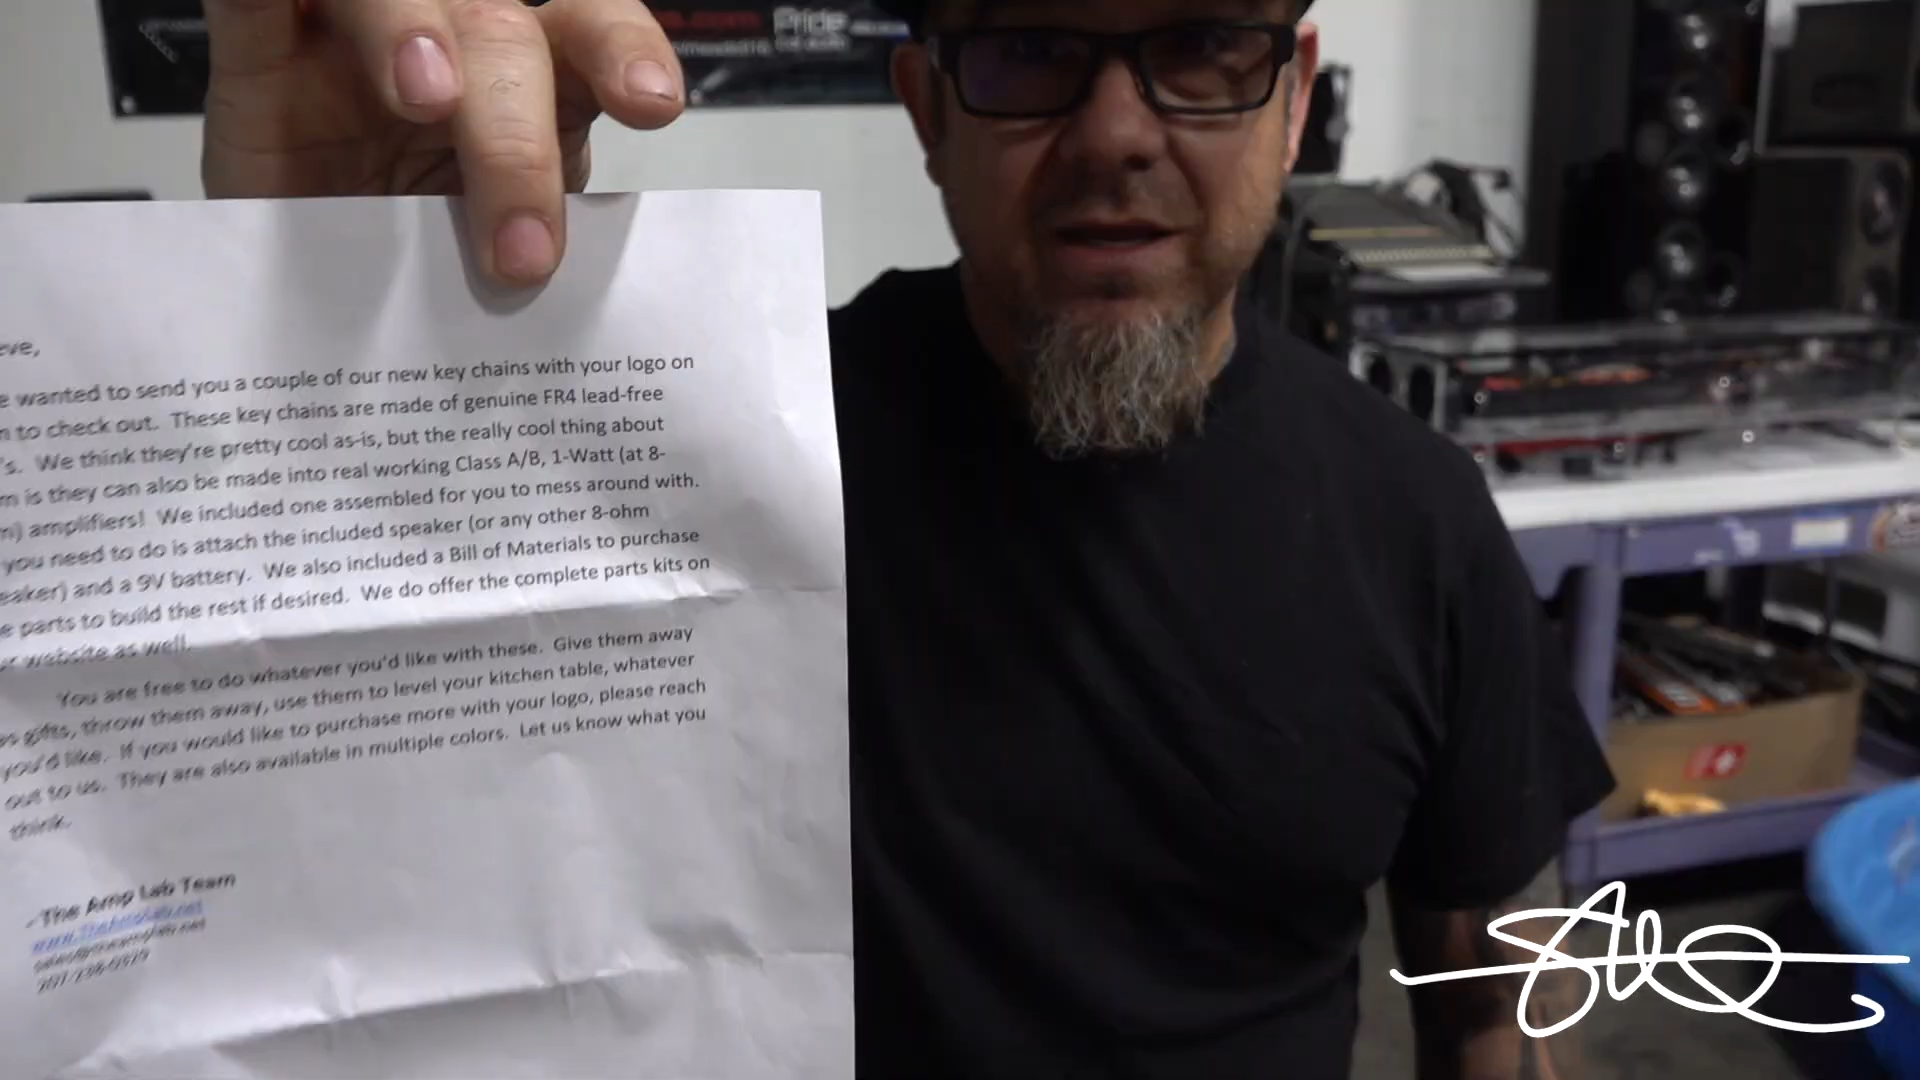 Pride
eve,
e wanted to send you a couple of our new key chains with your logo on
m to check out. These key chains are made of genuine FR4 lead-free
's. We think they're pretty cool as-is, but the really cool thing about
m is they can also be made into real working Class A/B, 1-Watt (at 8-
m) amplifiers! We included one assembled for you to mess around with.
you need to do is attach the included speaker (or any other 8-ohm
eaker) and a 9V battery. We also included a Bill of Materials to purchase
e parts to build the rest if desired. We do offer the complete parts kits on
r website as well.
You are free to do whatever you'd like with these. Give them away
as gifts, throw them away, use them to level your kitchen table, whatever
you'd like. If you would like to purchase more with your logo, please reach
out to us. They are also available in multiple colors. Let us know what you
think.
-The Amp Lab Team